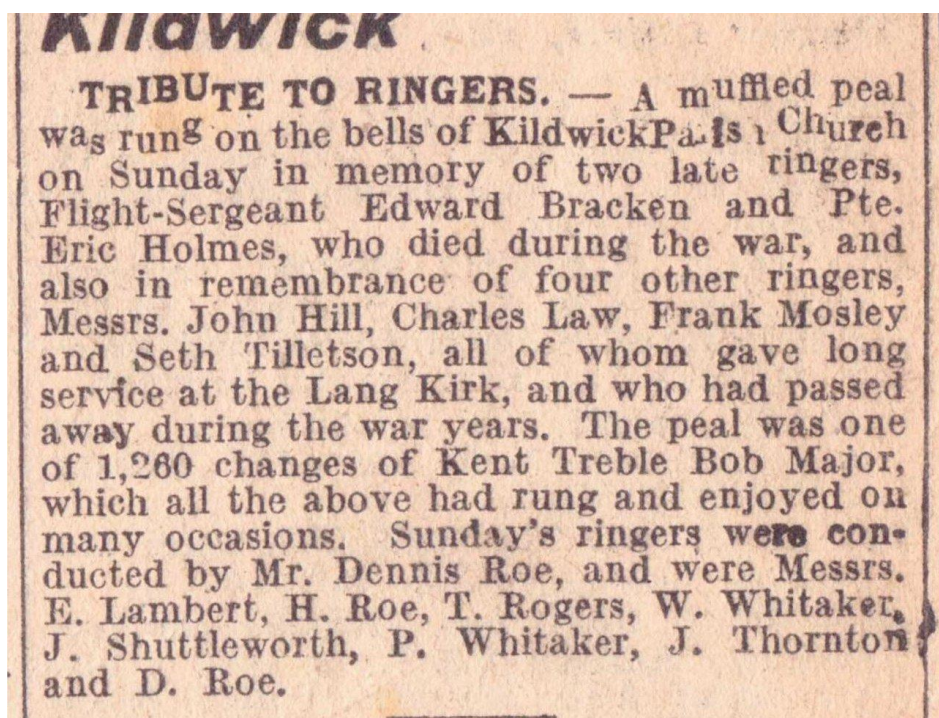 Kildwick
TRIBUTE TO RINGERS. — A muffled peal
was rung on the bells of Kildwick Parish Church
on Sunday in memory of two late ringers,
Flight-Sergeant Edward Bracken and Pte.
Eric Holmes, who died during the war, and
also in remembrance of four other ringers,
Messrs. John Hill, Charles Law, Frank Mosley
and Seth Tilletson, all of whom gave long
service at the Lang Kirk, and who had passed
away during the war years. The peal was one
of 1,260 changes of Kent Treble Bob Major,
which all the above had rung and enjoyed on
many occasions. Sunday's ringers were con-
ducted by Mr. Dennis Roe, and were Messrs.
E. Lambert, H. Roe, T. Rogers, W. Whitaker,
J. Shuttleworth, P. Whitaker, J. Thornton
and D. Roe.